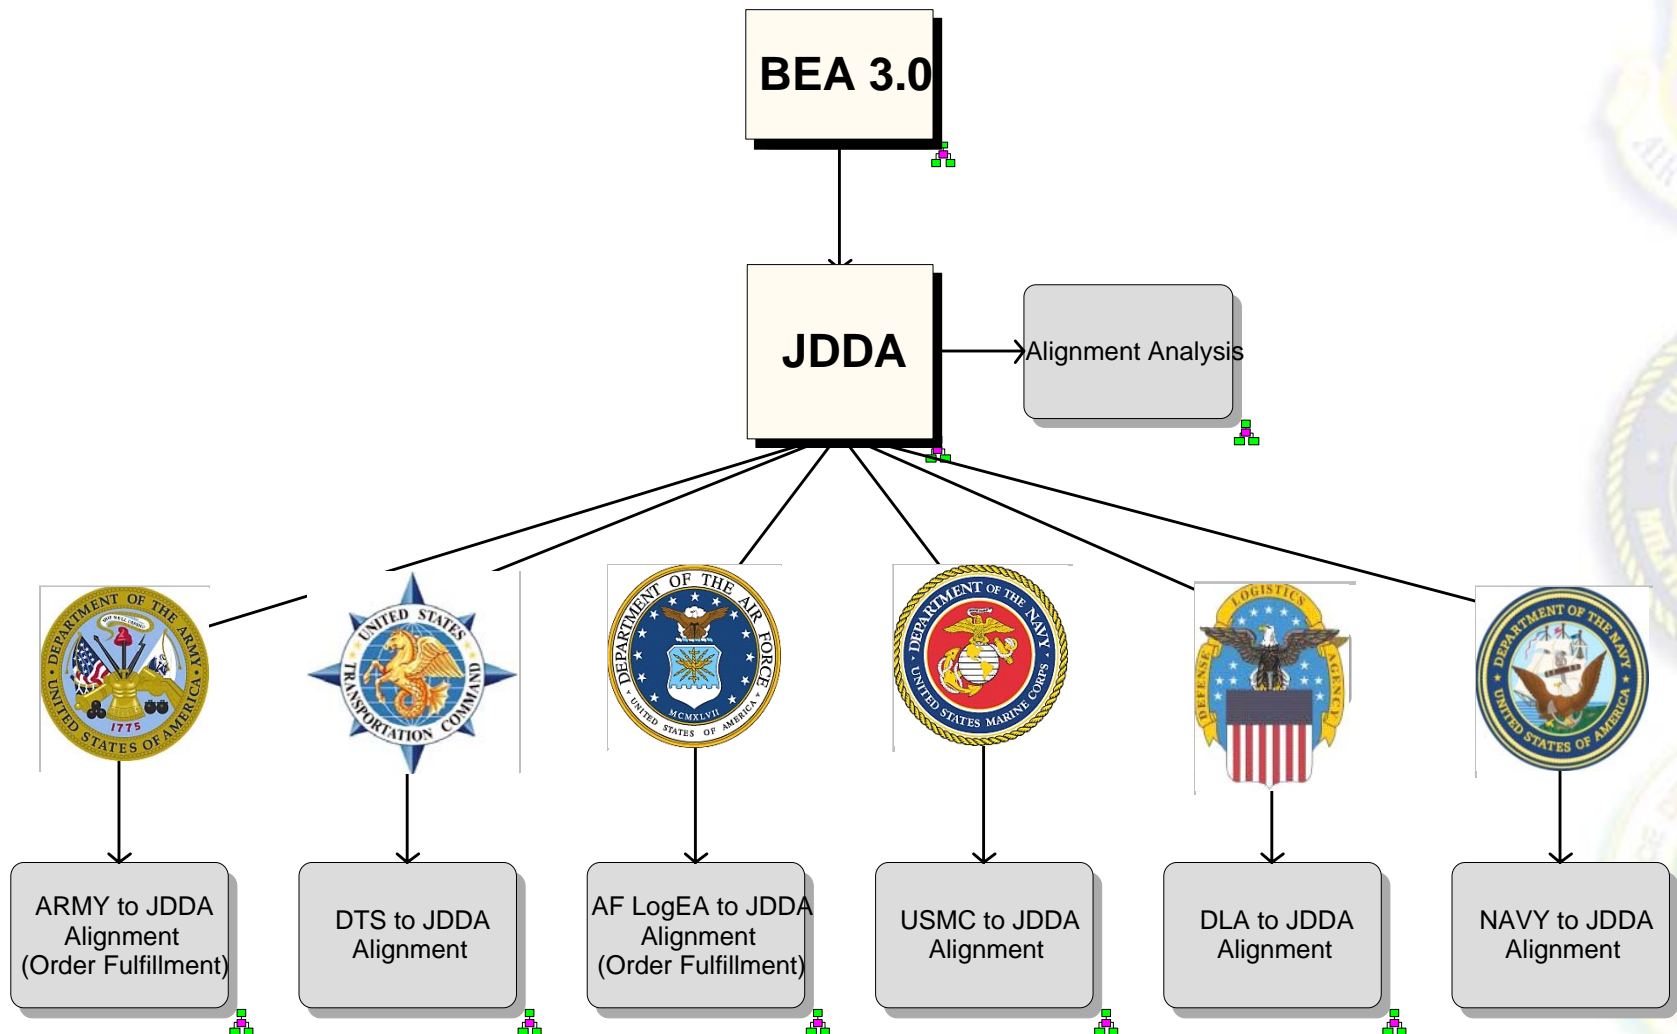 BEA 3.0
JDDA
Alignment Analysis
DEPARTMENT OF THE ARMY
1775
UNITED STATES OF AMERICA
UNITED STATES
TRANSPORTATION COMMAND
DEPARTMENT OF THE AIR FORCE
MCMXLVII
UNITED STATES OF AMERICA
DEPARTMENT OF THE NAVY
UNITED STATES MARINE CORPS
DEFENSE LOGISTICS AGENCY
DEPARTMENT OF THE NAVY
UNITED STATES OF AMERICA
ARMY to JDDA
Alignment
(Order Fulfillment)
DTS to JDDA
Alignment
AF LogEA to JDDA
Alignment
(Order Fulfillment)
USMC to JDDA
Alignment
DLA to JDDA
Alignment
NAVY to JDDA
Alignment